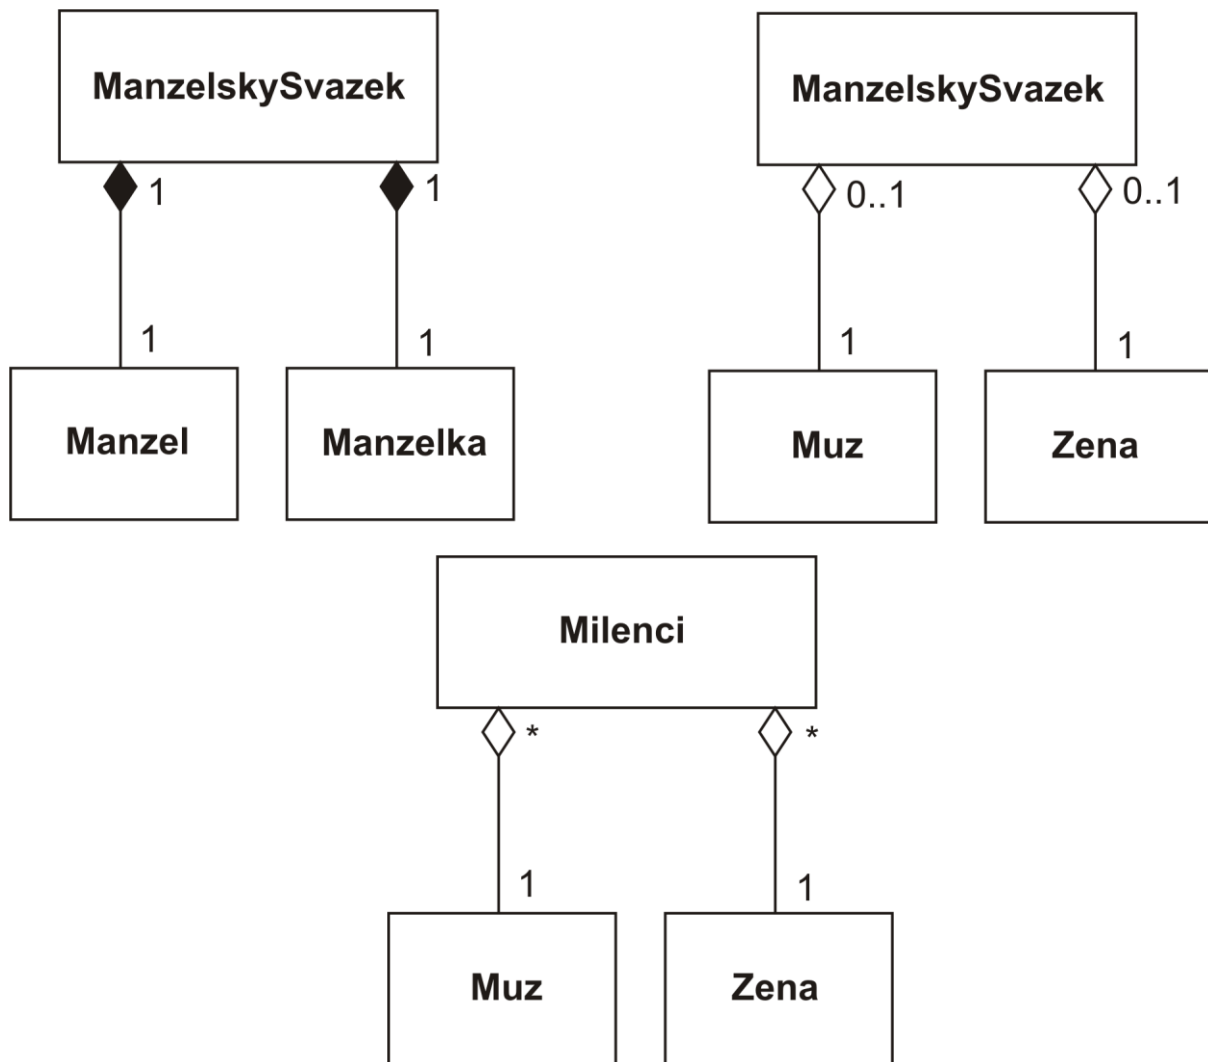 ManzelskySvazek
1
1
1
1
Manzel
Manzelka
ManzelskySvazek
0..1
0..1
1
1
Muz
Zena
Milenci
*
*
1
1
Muz
Zena